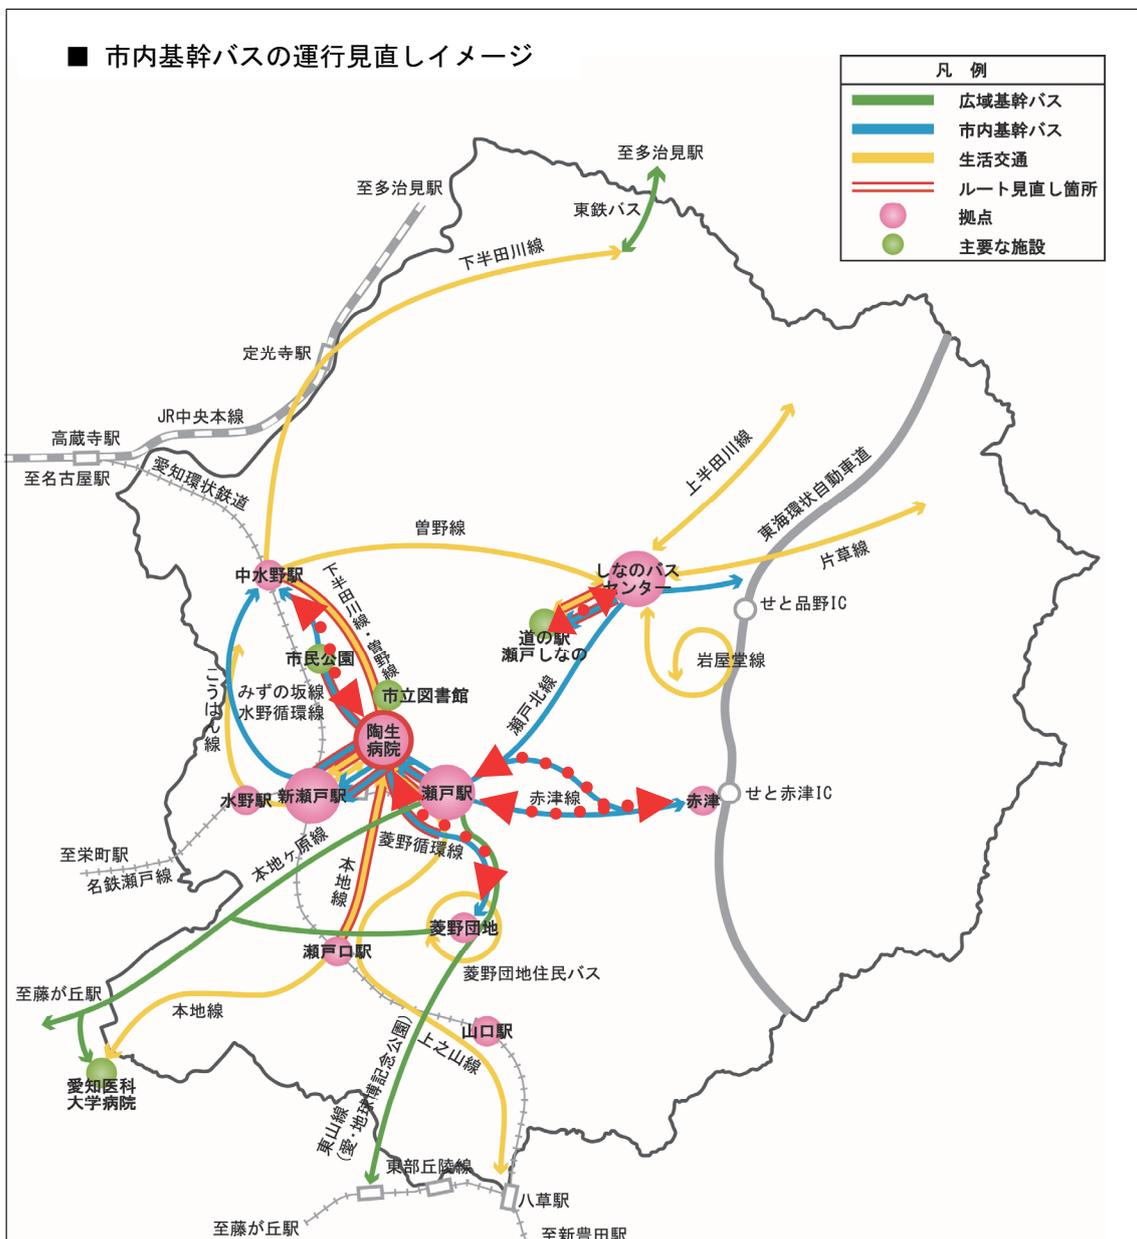 ■ 市内基幹バスの運行見直しイメージ
凡 例
広域基幹バス
市内基幹バス
生活交通
ルート見直し箇所
拠点
主要な施設
至多治見駅
至多治見駅
東鉄バス
下半田川線
定光寺駅
JR中央本線
高蔵寺駅
至名古屋駅
愛知環状鉄道
上半田川線
東海環状自動車道
曽野線
片草線
中水野駅
下半田川線・曽野線
しなのバス
センター
せと品野IC
道の駅
瀬戸しなの
岩屋堂線
市民公園
こうはん線
みずの坂線
水野循環線
市立図書館
瀬戸北線
陶生
病院
水野駅
新瀬戸駅
瀬戸駅
赤津線
赤津
せと赤津IC
至栄町駅
名鉄瀬戸線
本地ヶ原線
本地線
菱野循環線
菱野団地
瀬戸口駅
菱野団地住民バス
至藤が丘駅
本地線
山口駅
上之山線
愛知医科
大学病院
東山線
(愛・地球博記念公園)
東部丘陵線
八草駅
至藤が丘駅
至新豊田駅